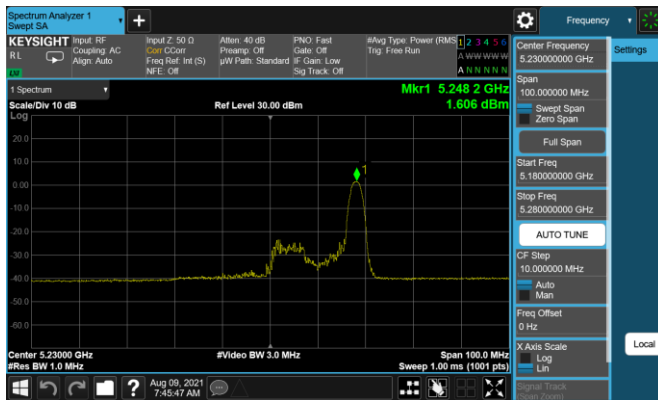 Spectrum Analyzer 1
Swept SA
Frequency
KEYSIGHT
R L
LXI
Input: RF
Coupling: AC
Align: Auto
Input Z: 50 Ω
Corr CCorr
Freq Ref: Int (S)
NFE: Off
Atten: 40 dB
Preamp: Off
µW Path: Standard
PNO: Fast
Gate: Off
IF Gain: Low
Sig Track: Off
#Avg Type: Power (RMS
Trig: Free Run
1 2 3 4 5 6
A W W W W W
A N N N N N
1 Spectrum
Scale/Div 10 dB
Log
Ref Level 30.00 dBm
Mkr1 5.248 2 GHz
1.606 dBm
20.0
10.0
0.00
-10.0
-20.0
-30.0
-40.0
-50.0
-60.0
1
Center 5.23000 GHz
#Res BW 1.0 MHz
#Video BW 3.0 MHz
Span 100.0 MHz
Sweep 1.00 ms (1001 pts)
Aug 09, 2021
7:45:47 AM
Center Frequency
5.230000000 GHz
Span
100.000000 MHz
Swept Span
Zero Span
Full Span
Start Freq
5.180000000 GHz
Stop Freq
5.280000000 GHz
AUTO TUNE
CF Step
10.000000 MHz
Auto
Man
Freq Offset
0 Hz
X Axis Scale
Log
Lin
Signal Track
(Span Zoom)
Settings
Local